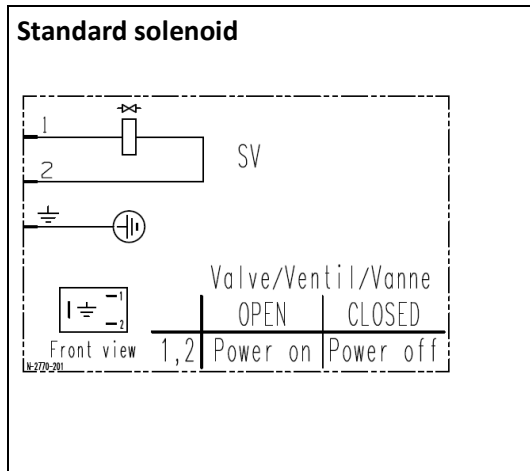 Standard solenoid
1
SV
2
Valve/Ventil/Vanne
1
OPEN CLOSED
2
Front view 1,2 Power on Power off
N-2770-201